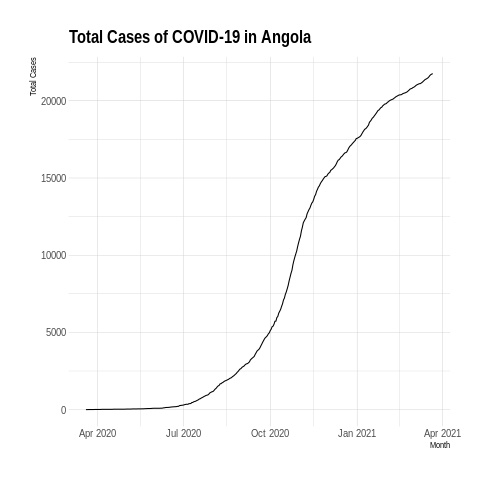 Total Cases of COVID-19 in Angola
Total Cases
20000
15000
10000
5000
0
Apr 2020 Jul 2020 Oct 2020 Jan 2021 Apr 2021
Month